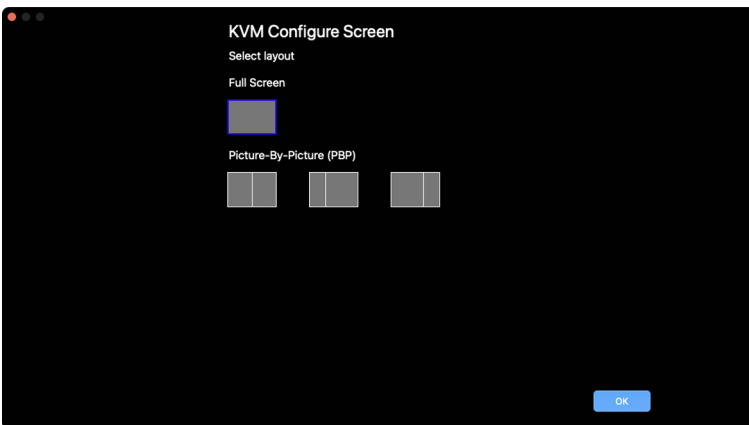 KVM Configure Screen
Select layout
Full Screen
Picture-By-Picture (PBP)
OK